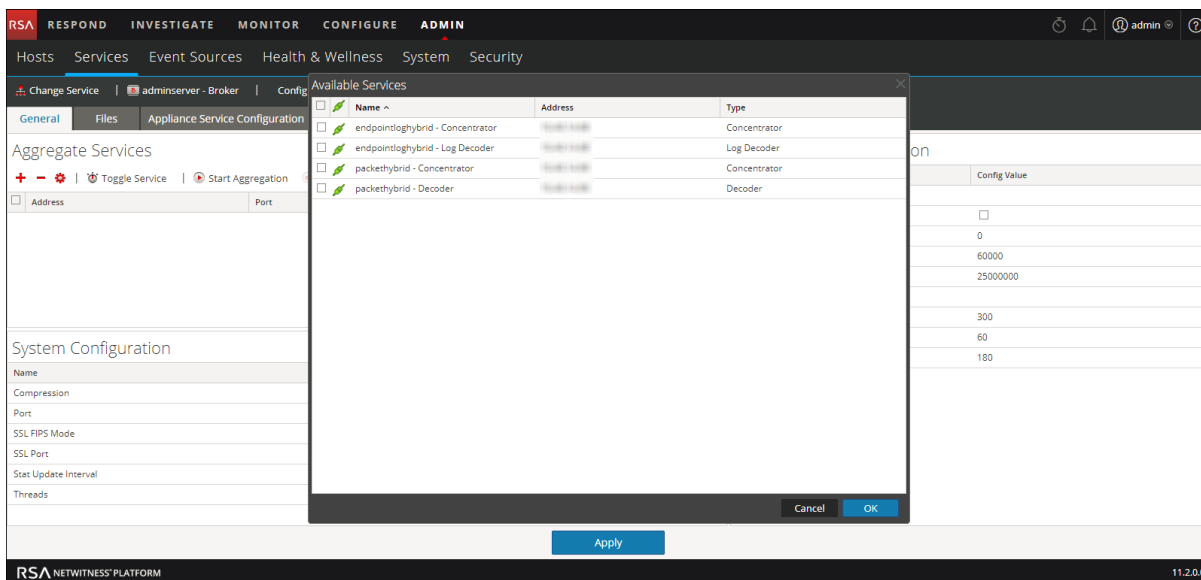 RSA RESPOND INVESTIGATE MONITOR CONFIGURE ADMIN admin
Hosts Services Event Sources Health & Wellness System Security
Change Service | adminserver - Broker | Config
Available Services
General Files Appliance Service Configuration
Name Address Type
endpointloghybrid - Concentrator Concentrator
endpointloghybrid - Log Decoder Log Decoder
packethybrid - Concentrator Concentrator
packethybrid - Decoder Decoder
Aggregate Services
Toggle Service | Start Aggregation
Address Port
on
Config Value
0
60000
25000000
300
60
180
System Configuration
Name
Compression
Port
SSL FIPS Mode
SSL Port
Stat Update Interval
Threads
Cancel OK
Apply
RSA NETWITNESS® PLATFORM 11.2.0.